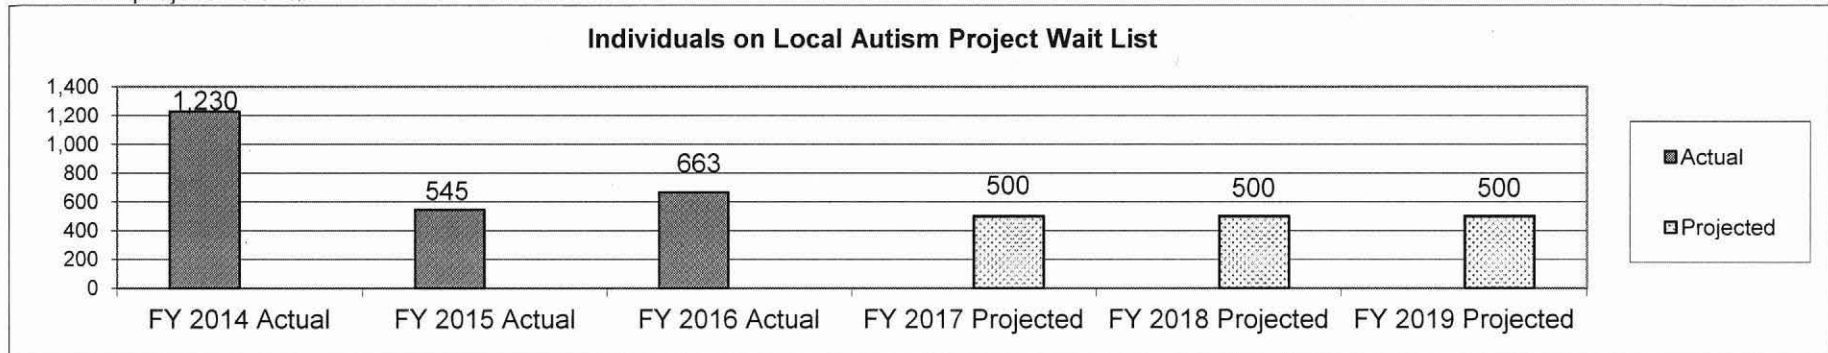 Individuals on Local Autism Project Wait List
1,400
1,200
1,000
800
600
400
200
0
1,230
545
663
500
500
500
FY 2014 Actual
FY 2015 Actual
FY 2016 Actual
FY 2017 Projected
FY 2018 Projected
FY 2019 Projected
Actual
Projected